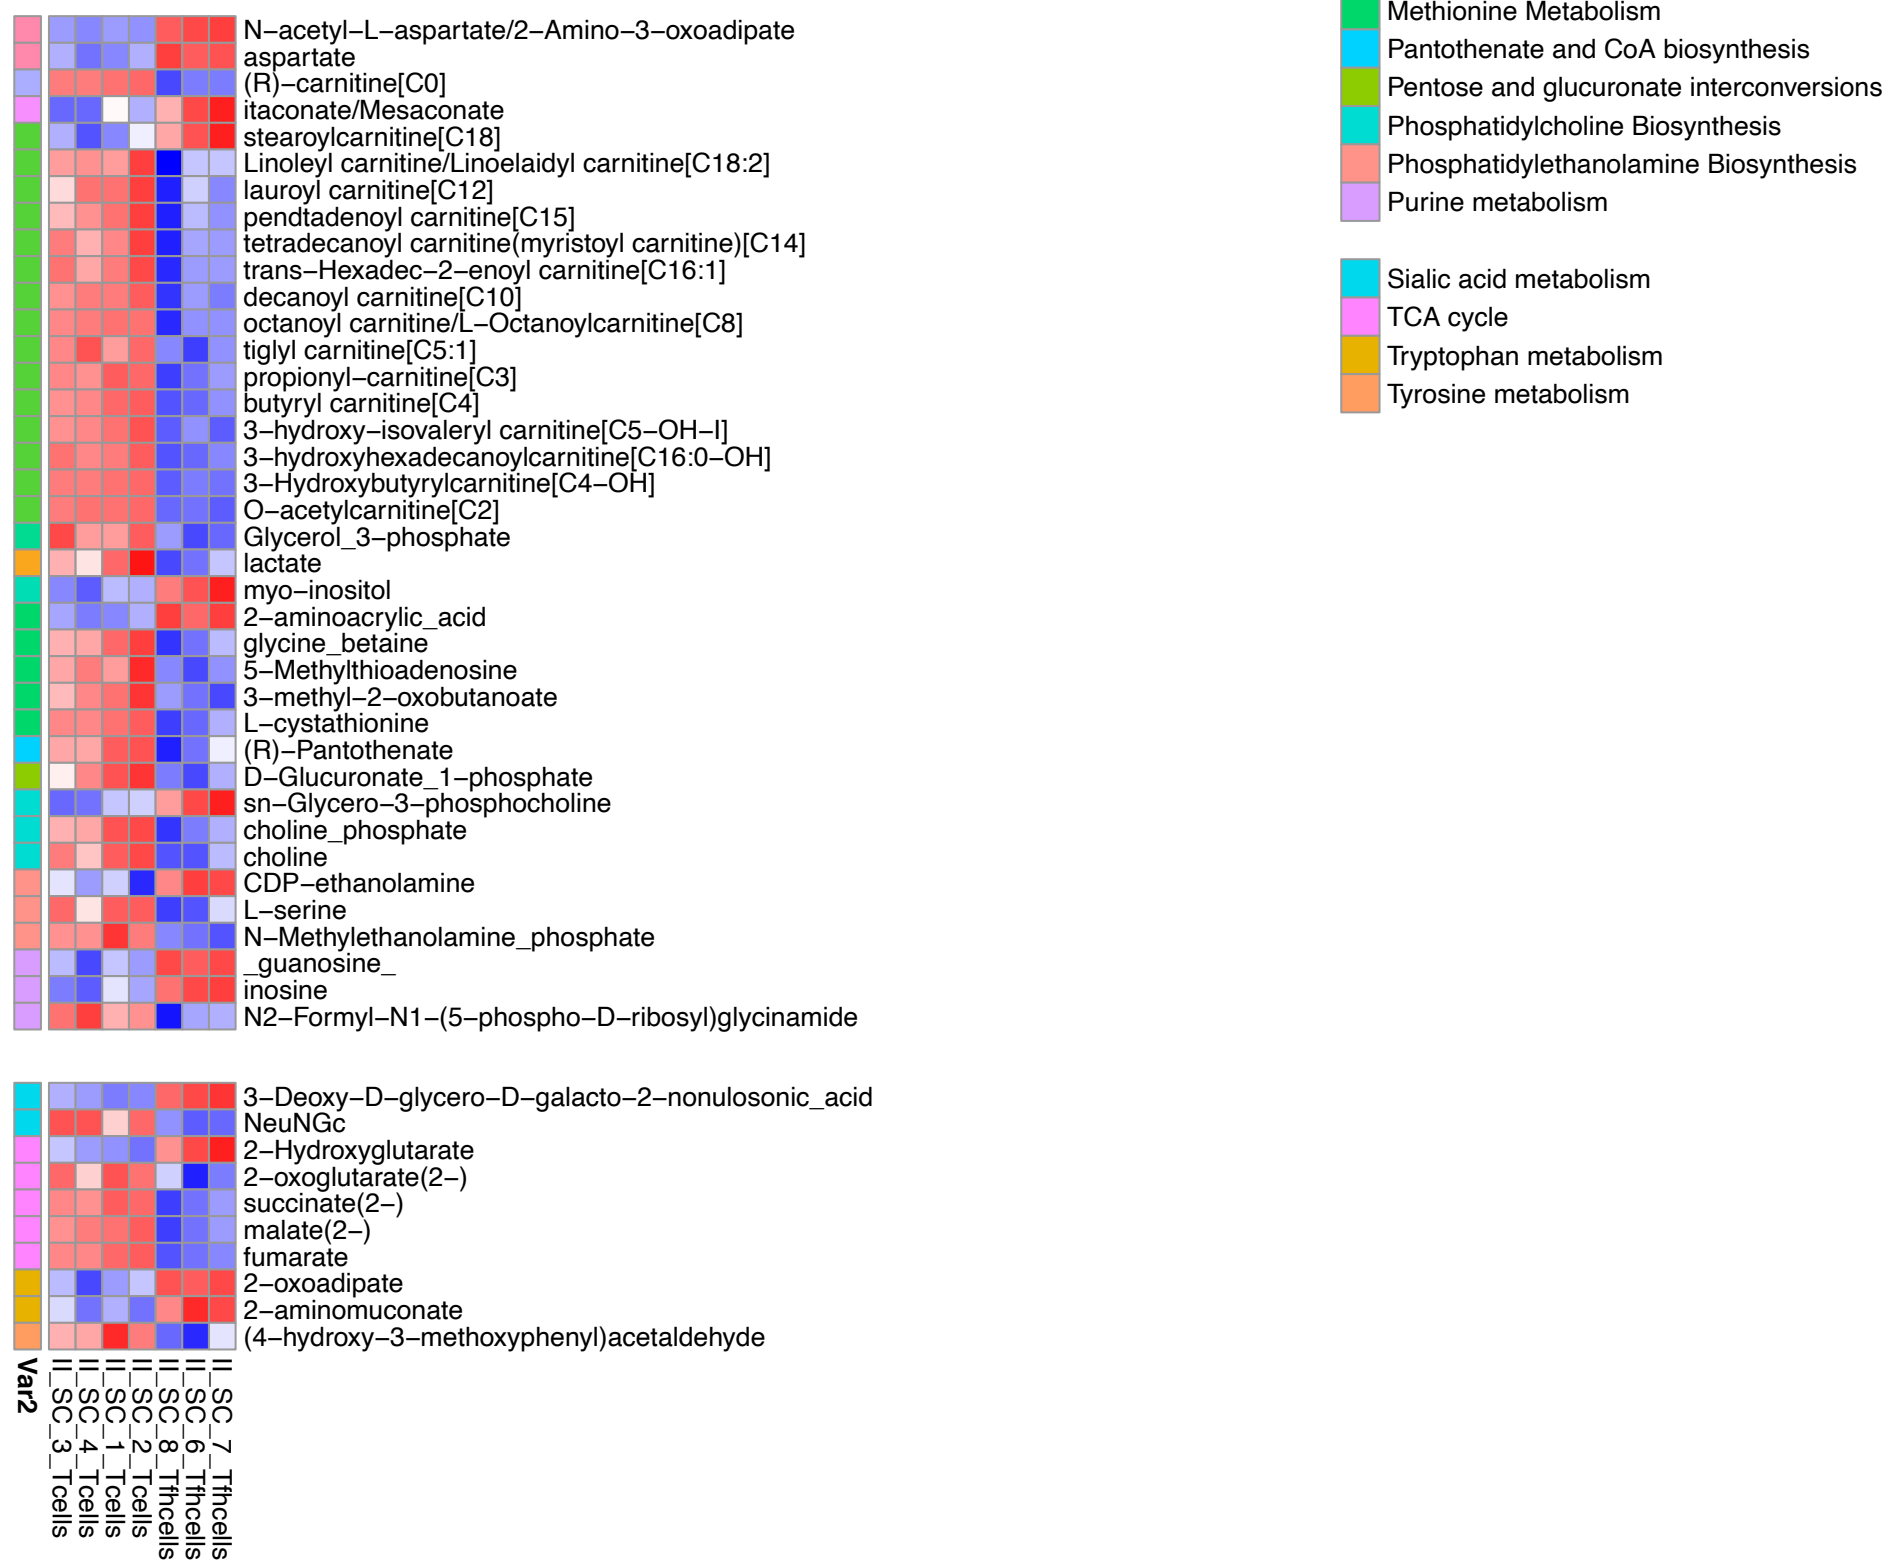 N−acetyl−L−aspartate/2−Amino−3−oxoadipate
aspartate
(R)−carnitine[C0]
itaconate/Mesaconate
stearoylcarnitine[C18]
Linoleyl carnitine/Linoelaidyl carnitine[C18:2]
lauroyl carnitine[C12]
pendtadenoyl carnitine[C15]
tetradecanoyl carnitine(myristoyl carnitine)[C14]
trans−Hexadec−2−enoyl carnitine[C16:1]
decanoyl carnitine[C10]
octanoyl carnitine/L−Octanoylcarnitine[C8]
tiglyl carnitine[C5:1]
propionyl−carnitine[C3]
butyryl carnitine[C4]
3−hydroxy−isovaleryl carnitine[C5−OH−I]
3−hydroxyhexadecanoylcarnitine[C16:0−OH]
3−Hydroxybutyrylcarnitine[C4−OH]
O−acetylcarnitine[C2]
Glycerol_3−phosphate
lactate
myo−inositol
2−aminoacrylic_acid
glycine_betaine
5−Methylthioadenosine
3−methyl−2−oxobutanoate
L−cystathionine
(R)−Pantothenate
D−Glucuronate_1−phosphate
sn−Glycero−3−phosphocholine
choline_phosphate
choline
CDP−ethanolamine
L−serine
N−Methylethanolamine_phosphate
_guanosine_
inosine
N2−Formyl−N1−(5−phospho−D−ribosyl)glycinamide
3−Deoxy−D−glycero−D−galacto−2−nonulosonic_acid
NeuNGc
2−Hydroxyglutarate
2−oxoglutarate(2−)
succinate(2−)
malate(2−)
fumarate
2−oxoadipate
2−aminomuconate
(4−hydroxy−3−methoxyphenyl)acetaldehyde
Var2
II_SC_3_Tcells
II_SC_4_Tcells
II_SC_1_Tcells
II_SC_2_Tcells
II_SC_8_Tfhcells
II_SC_6_Tfhcells
II_SC_7_Tfhcells
Methionine Metabolism
Pantothenate and CoA biosynthesis
Pentose and glucuronate interconversions
Phosphatidylcholine Biosynthesis
Phosphatidylethanolamine Biosynthesis
Purine metabolism
Sialic acid metabolism
TCA cycle
Tryptophan metabolism
Tyrosine metabolism